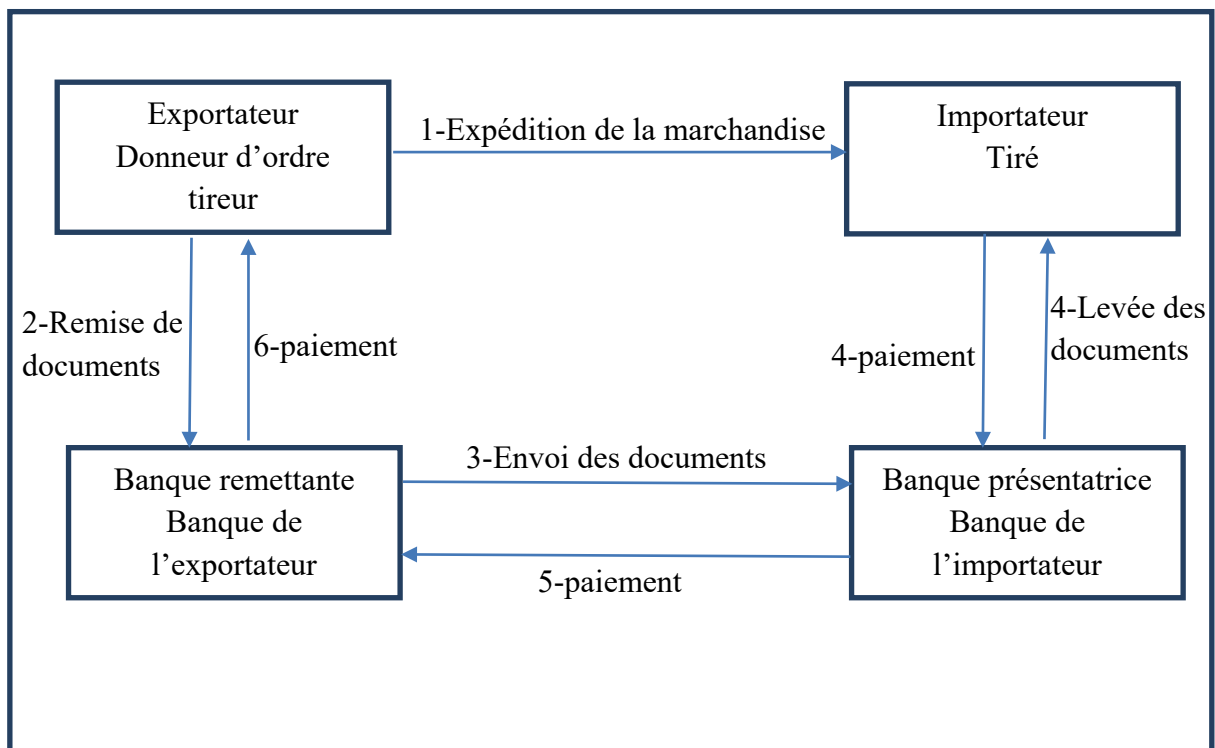 Exportateur
Donneur d’ordre
tireur
1-Expédition de la marchandise
Importateur
Tiré
2-Remise de
documents
6-paiement
4-paiement
4-Levée des
documents
Banque remettante
Banque de
l’exportateur
3-Envoi des documents
5-paiement
Banque présentatrice
Banque de
l’importateur